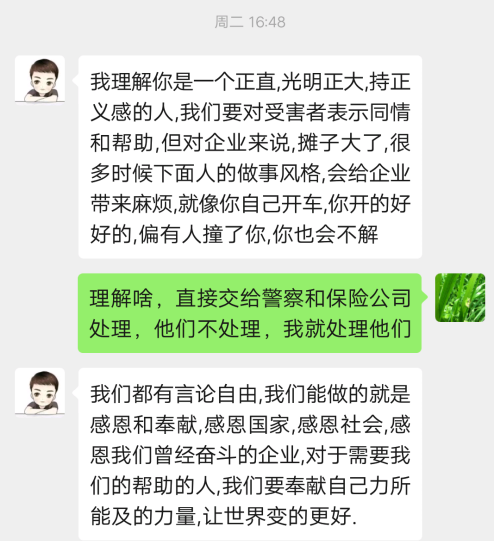 周二 16:48
我理解你是一个正直,光明正大,持正
义感的人,我们要对受害者表示同情
和帮助,但对企业来说,摊子大了,很
多时候下面人的做事风格,会给企业
带来麻烦,就像你自己开车,你开的好
好的,偏有人撞了你,你也会不解
理解啥，直接交给警察和保险公司
处理，他们不处理，我就处理他们
我们都有言论自由,我们能做的就是
感恩和奉献,感恩国家,感恩社会,感
恩我们曾经奋斗的企业,对于需要我
们的帮助的人,我们要奉献自己力所
能及的力量,让世界变的更好.